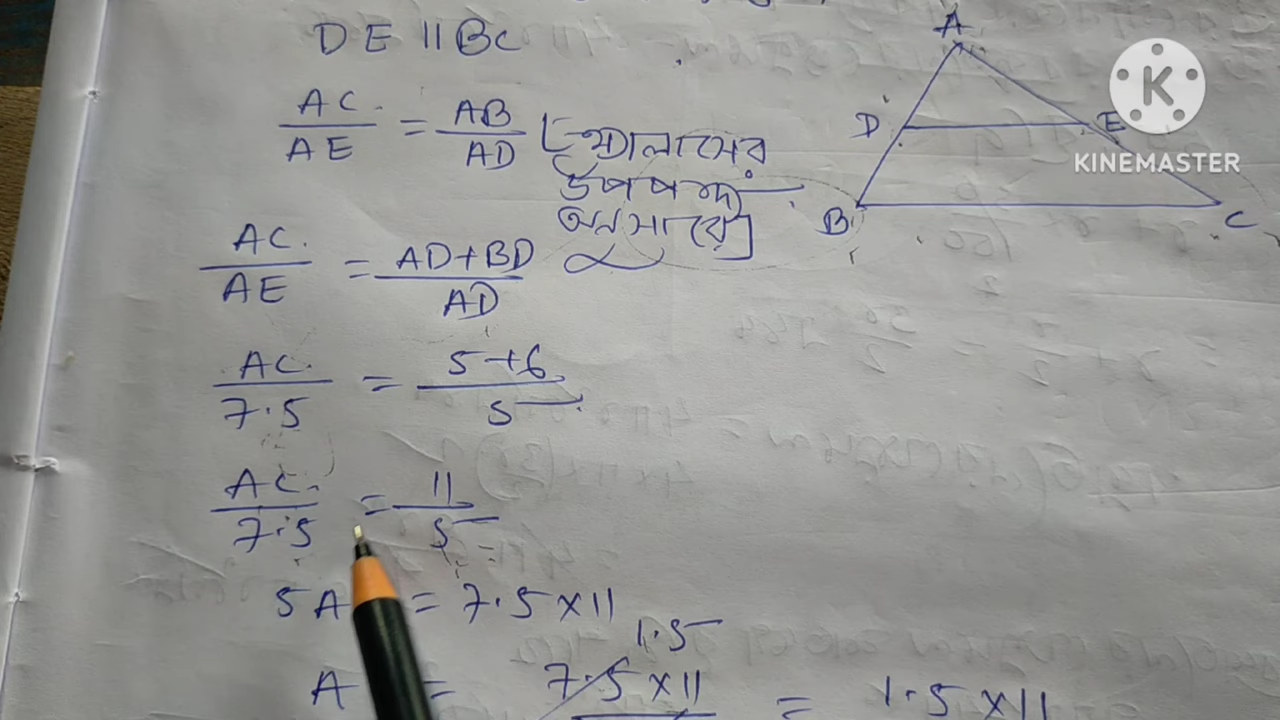 DE || BC
AC/AE = AB/AD [থ্যালাসের
উপপাদ্য
অনুসারে]
AC/AE = AD+BD/AD
AC/7.5 = 5+6/5
AC/7.5 = 11/5
5A = 7.5×11
1.5
A = 7.5×11 = 1.5×11
A
D
E
B
C
K
KINEMASTER